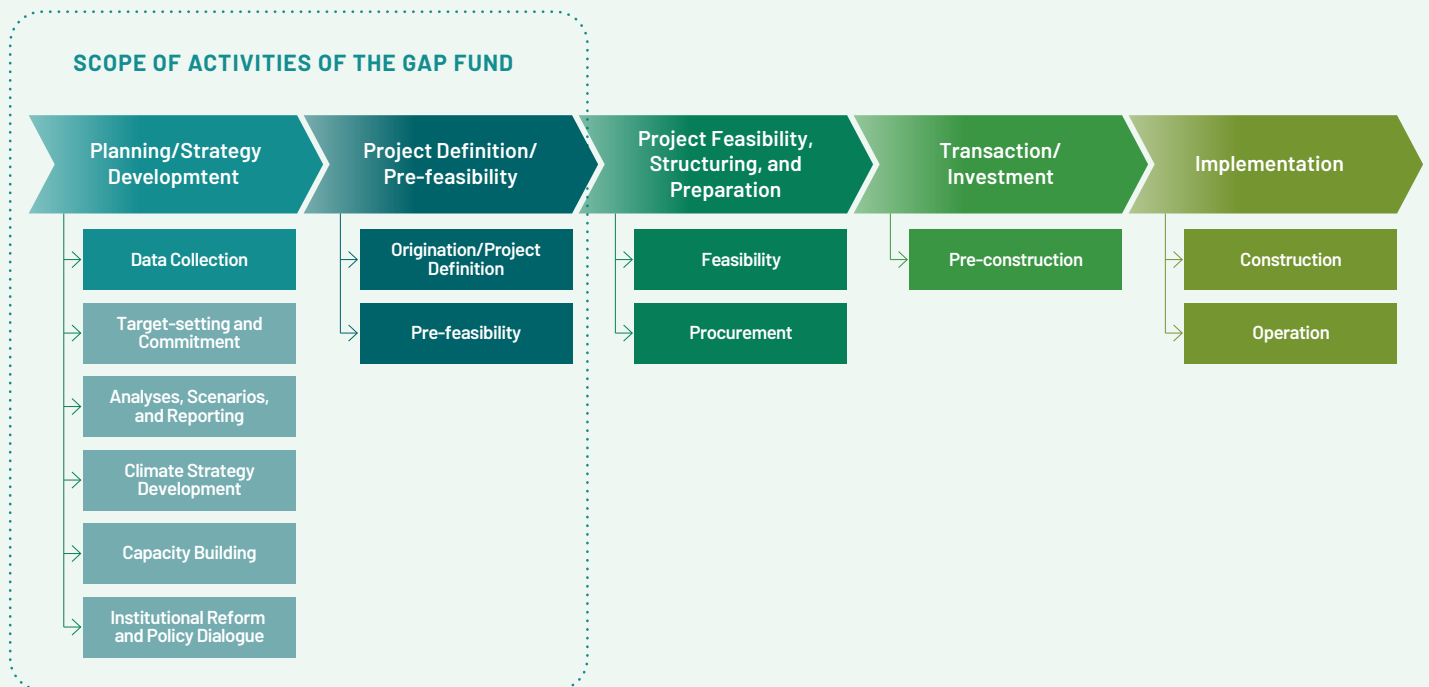 SCOPE OF ACTIVITIES OF THE GAP FUND
Planning/Strategy
Developmtent
Project Definition/
Pre-feasibility
Project Feasibility,
Structuring, and
Preparation
Transaction/
Investment
Implementation
Data Collection
Target-setting and
Commitment
Analyses, Scenarios,
and Reporting
Climate Strategy
Development
Capacity Building
Institutional Reform
and Policy Dialogue
Origination/Project
Definition
Pre-feasibility
Feasibility
Procurement
Pre-construction
Construction
Operation